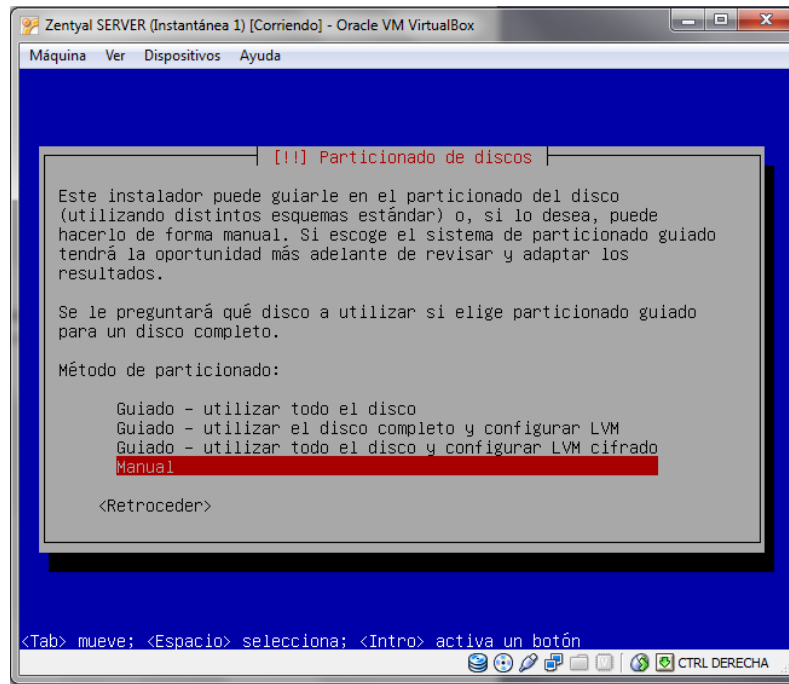 Zentyal SERVER (Instantánea 1) [Corriendo] - Oracle VM VirtualBox
Máquina Ver Dispositivos Ayuda
[!!] Particionado de discos
Este instalador puede guiarle en el particionado del disco
(utilizando distintos esquemas estándar) o, si lo desea, puede
hacerlo de forma manual. Si escoge el sistema de particionado guiado
tendrá la oportunidad más adelante de revisar y adaptar los
resultados.
Se le preguntará qué disco a utilizar si elige particionado guiado
para un disco completo.
Método de particionado:
Guiado - utilizar todo el disco
Guiado - utilizar el disco completo y configurar LVM
Guiado - utilizar todo el disco y configurar LVM cifrado
Manual
<Retroceder>
<Tab> mueve; <Espacio> selecciona; <Intro> activa un botón
CTRL DERECHA